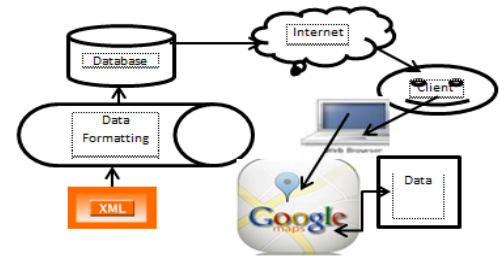 Internet
Database
Client
Data
Formatting
Web Browser
XML
Google
maps
Data